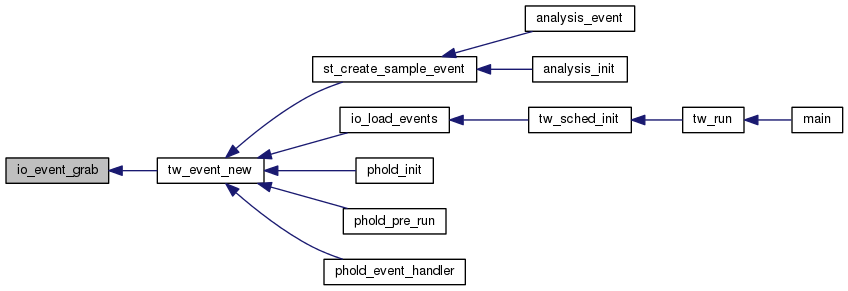 analysis_event
st_create_sample_event
analysis_init
io_load_events
tw_sched_init
tw_run
main
io_event_grab
tw_event_new
phold_init
phold_pre_run
phold_event_handler